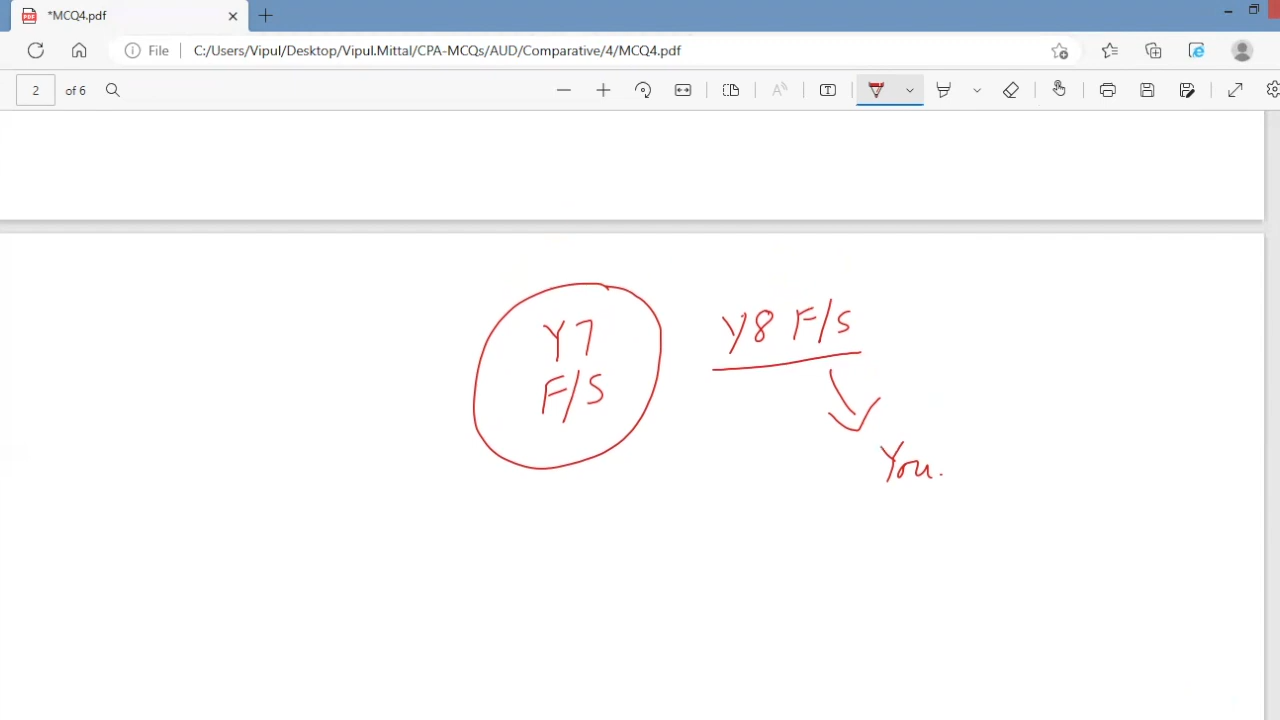 *MCQ4.pdf
File C:/Users/Vipul/Desktop/Vipul.Mittal/CPA-MCQs/AUD/Comparative/4/MCQ4.pdf
2 of 6
Y7
F/S
Y8 F/S
You.